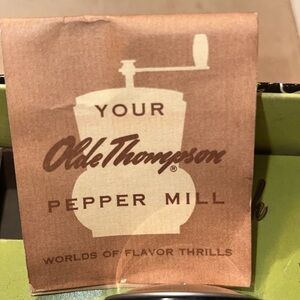 YOUR
Olde Thompson®
PEPPER MILL
WORLDS OF FLAVOR THRILLS